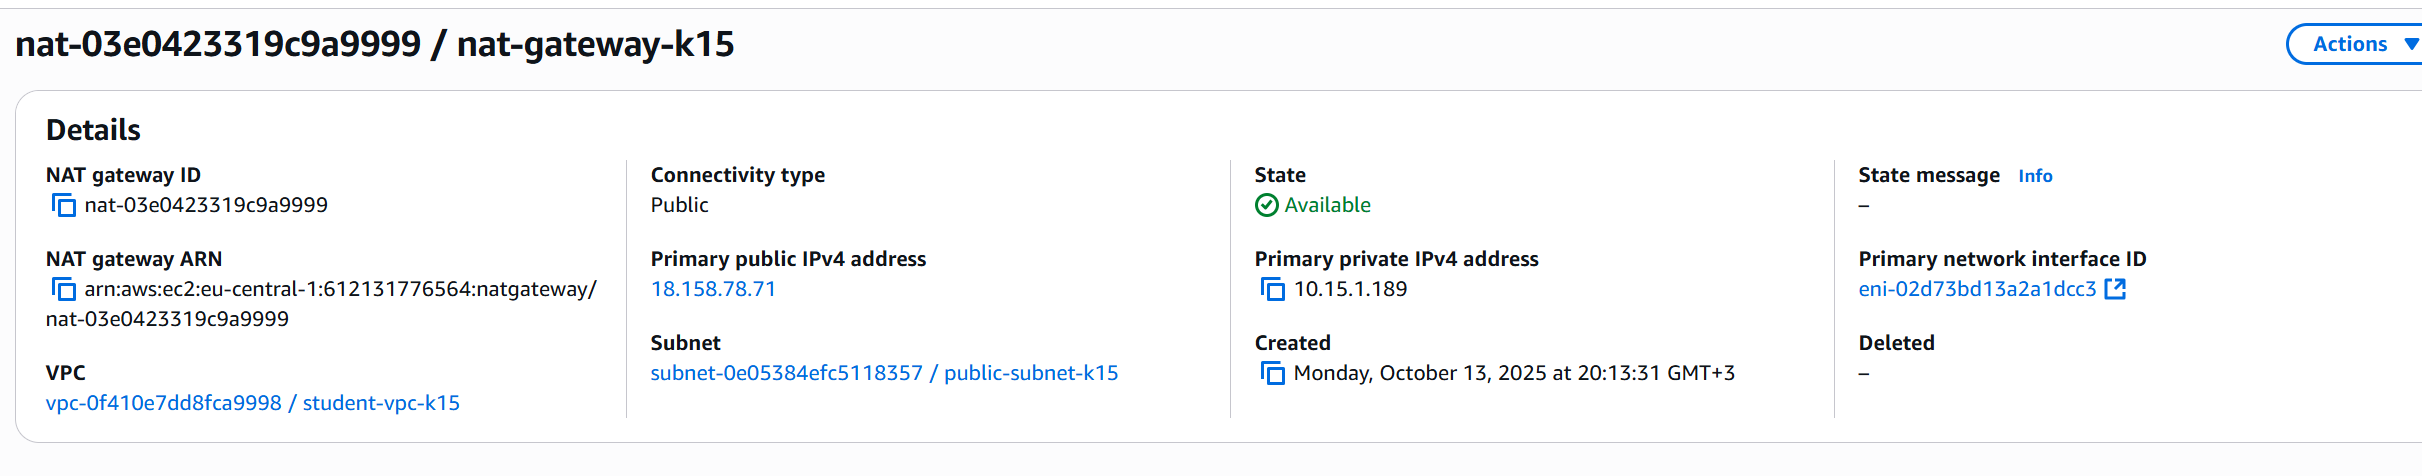 nat-03e0423319c9a9999 / nat-gateway-k15
Actions
Details
NAT gateway ID
nat-03e0423319c9a9999
NAT gateway ARN
arn:aws:ec2:eu-central-1:612131776564:natgateway/
nat-03e0423319c9a9999
VPC
vpc-0f410e7dd8fca9998 / student-vpc-k15
Connectivity type
Public
Primary public IPv4 address
18.158.78.71
Subnet
subnet-0e05384efc5118357 / public-subnet-k15
State
Available
Primary private IPv4 address
10.15.1.189
Created
Monday, October 13, 2025 at 20:13:31 GMT+3
State message Info
–
Primary network interface ID
eni-02d73bd13a2a1dcc3
Deleted
–